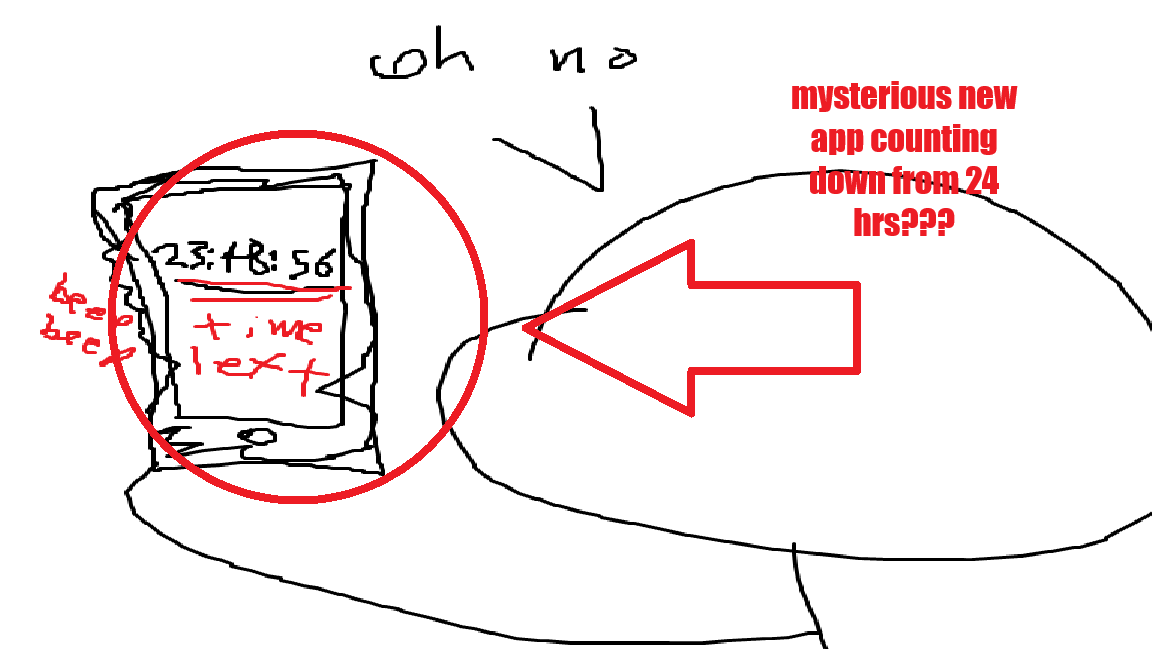 oh no
mysterious new
app counting
down from 24
hrs???
23:48:56
time
left
beep
beep